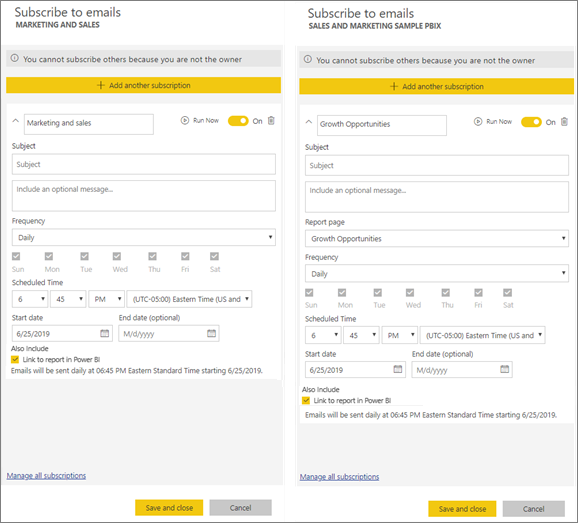 Subscribe to emails
MARKETING AND SALES
You cannot subscribe others because you are not the owner
Add another subscription
Marketing and sales
Run Now
On
Subject
Subject
Include an optional message...
Frequency
Daily
Sun Mon Tue Wed Thu Fri Sat
Scheduled Time
6 45 PM (UTC-05:00) Eastern Time (US and
Start date End date (optional)
6/25/2019 M/d/yyyy
Also Include
Link to report in Power BI
Emails will be sent daily at 06:45 PM Eastern Standard Time starting 6/25/2019.
Manage all subscriptions
Save and close Cancel
Subscribe to emails
SALES AND MARKETING SAMPLE PBIX
You cannot subscribe others because you are not the owner
Add another subscription
Growth Opportunities
Run Now
On
Subject
Subject
Include an optional message...
Report page
Growth Opportunities
Frequency
Daily
Sun Mon Tue Wed Thu Fri Sat
Scheduled Time
6 45 PM (UTC-05:00) Eastern Time (US and
Start date End date (optional)
6/25/2019 M/d/yyyy
Also Include
Link to report in Power BI
Emails will be sent daily at 06:45 PM Eastern Standard Time starting 6/25/2019.
Manage all subscriptions
Save and close Cancel